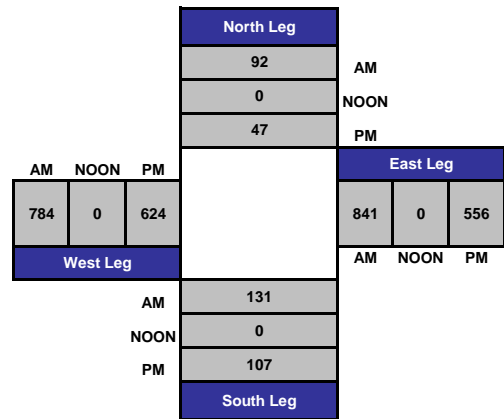 North Leg
92
AM
0
NOON
47
PM
AM NOON PM
East Leg
784 0 624
841 0 556
West Leg
AM NOON PM
AM
131
NOON
0
PM
107
South Leg